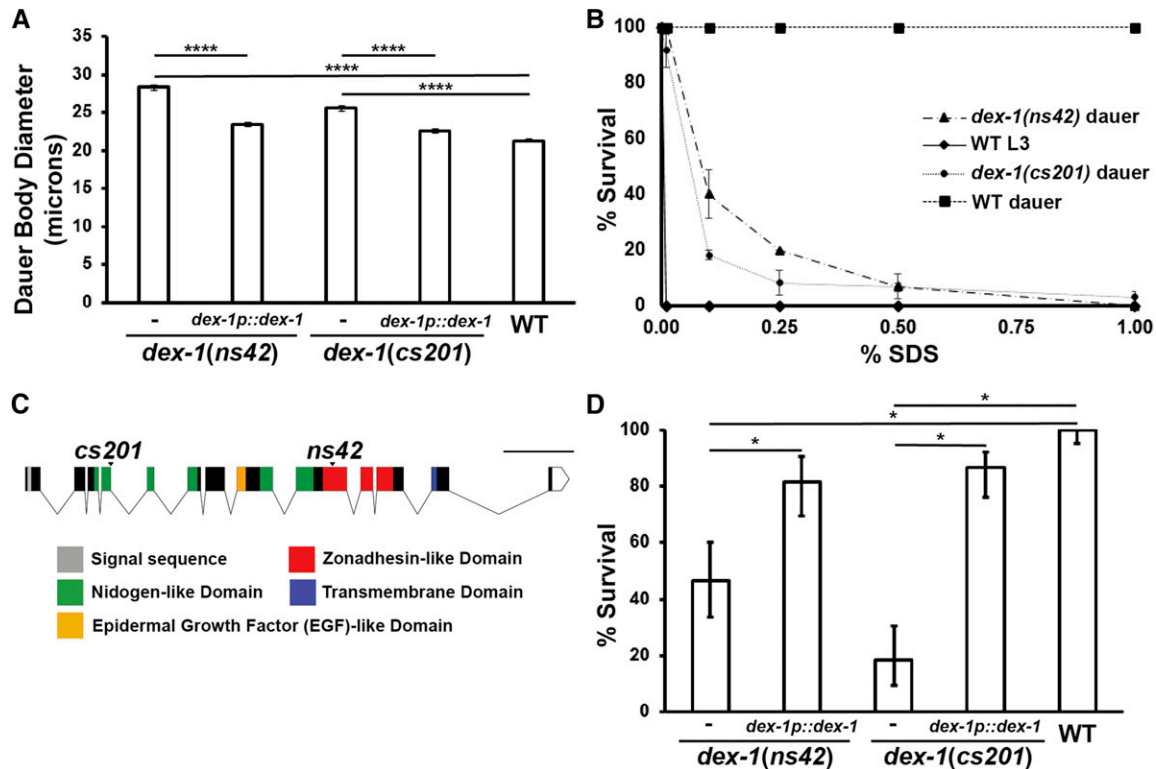 A
Dauer Body Diameter
(microns)
35
30
25
20
15
10
5
0
****
****
****
****
-
dex-1p::dex-1
-
dex-1p::dex-1
WT
dex-1(ns42)
dex-1(cs201)
B
% Survival
100
80
60
40
20
0
0.00
0.25
0.50
0.75
1.00
% SDS
dex-1(ns42) dauer
WT L3
dex-1(cs201) dauer
WT dauer
C
cs201
ns42
Signal sequence
Zonadhesin-like Domain
Nidogen-like Domain
Transmembrane Domain
Epidermal Growth Factor (EGF)-like Domain
D
% Survival
100
80
60
40
20
0
*
*
*
*
-
dex-1p::dex-1
-
dex-1p::dex-1
WT
dex-1(ns42)
dex-1(cs201)